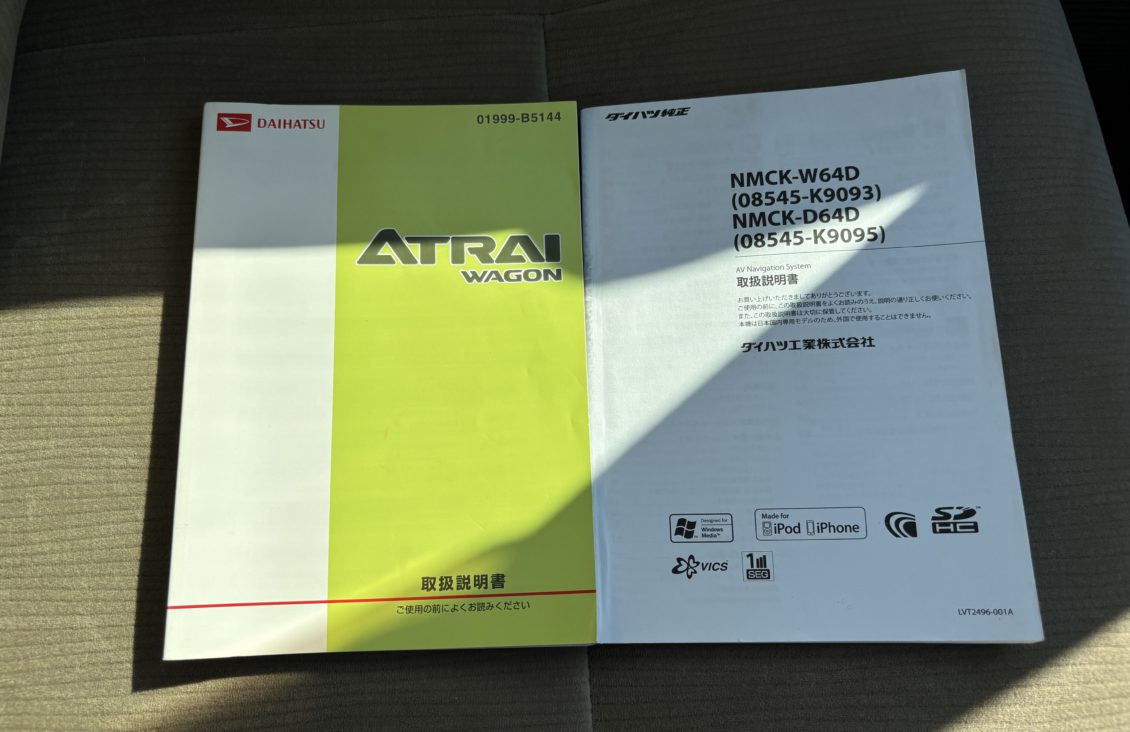 DAIHATSU
01999-B5144
ATRAI
WAGON
取扱説明書
ご使用の前によくお読みください
ダイハツ純正
NMCK-W64D
(08545-K9093)
NMCK-D64D
(08545-K9095)
AV Navigation System
取扱説明書
お買い上げいただきましてありがとうございます。
ご使用の前に、この取扱説明書をよくお読みのうえ、説明の通り正しくお使いください。
また、この取扱説明書は大切に保管してください。
本機は日本国内専用モデルのため、外国で使用することはできません。
ダイハツ工業株式会社
Designed for
Windows
Media™
Made for
iPod iPhone
SD
HC
VICS
1
SEG
LVT2496-001A